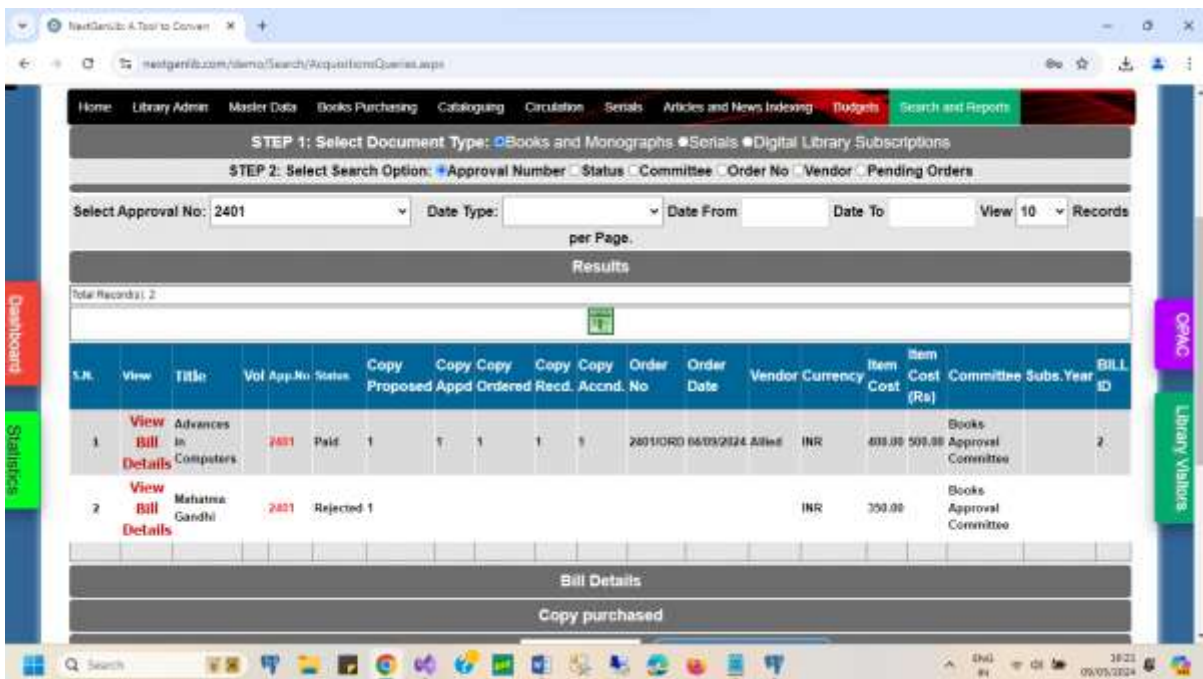 NextGenLib: A Tool to Conver
nextgenlib.com/demo/Search/AcquisitionsQueries.aspx
Home Library Admin Master Data Books Purchasing Cataloguing Circulation Serials Articles and News Indexing Budgets Search and Reports
STEP 1: Select Document Type: Books and Monographs Serials Digital Library Subscriptions
STEP 2: Select Search Option: Approval Number Status Committee Order No Vendor Pending Orders
Select Approval No: 2401 Date Type: Date From Date To View 10 Records
per Page.
Results
Total Record(s): 2
S.N. View Title Vol App.No Status Copy Proposed Copy Appd Copy Ordered Copy Recd. Copy Accnd. Order No Order Date Vendor Currency Item Cost Item Cost (Rs) Committee Subs.Year BILL ID
1 View Bill Details Advances in Computers 2401 Paid 1 1 1 1 1 2401/ORD Allied INR 400.00 500.00 Books Approval Committee 2
2 View Bill Details Mahatma Gandhi 2401 Rejected 1 INR 350.00 Books Approval Committee
Bill Details
Copy purchased
Dashboard
Statistics
OPAC
Library Visitors
Search
ENG
IN